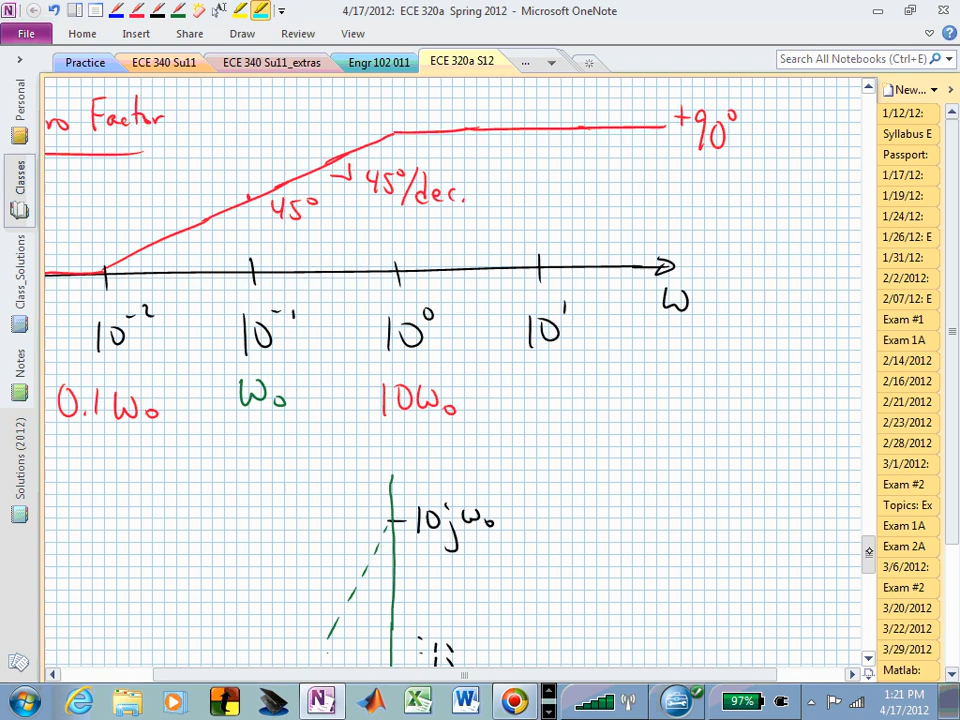 4/17/2012: ECE 320a Spring 2012 - Microsoft OneNote
File Home Insert Share Draw Review View
Practice ECE 340 Su11 ECE 340 Su11_extras Engr 102 011 ECE 320a S12 ...
Search All Notebooks (Ctrl+E)
Personal
Classes
Class_Solutions
Notes
Solutions (2012)
ro Factor
+90°
45°/dec.
45°
ω
10⁻² 10⁻¹ 10⁰ 10¹
0.1ω₀ ω₀ 10ω₀
10jω₀
New...
1/12/12:
Syllabus E
Passport:
1/17/12:
1/19/12:
1/24/12:
1/26/12: E
1/31/12:
2/2/2012:
2/07/12: E
Exam #1
Exam 1A
2/14/2012
2/16/2012
2/21/2012
2/23/2012
2/28/2012
3/1/2012:
Exam #2
Topics: Ex
Exam 1A
Exam 2A
3/6/2012:
Exam #2
3/20/2012
3/22/2012
3/29/2012
Matlab:
97%
1:21 PM
4/17/2012